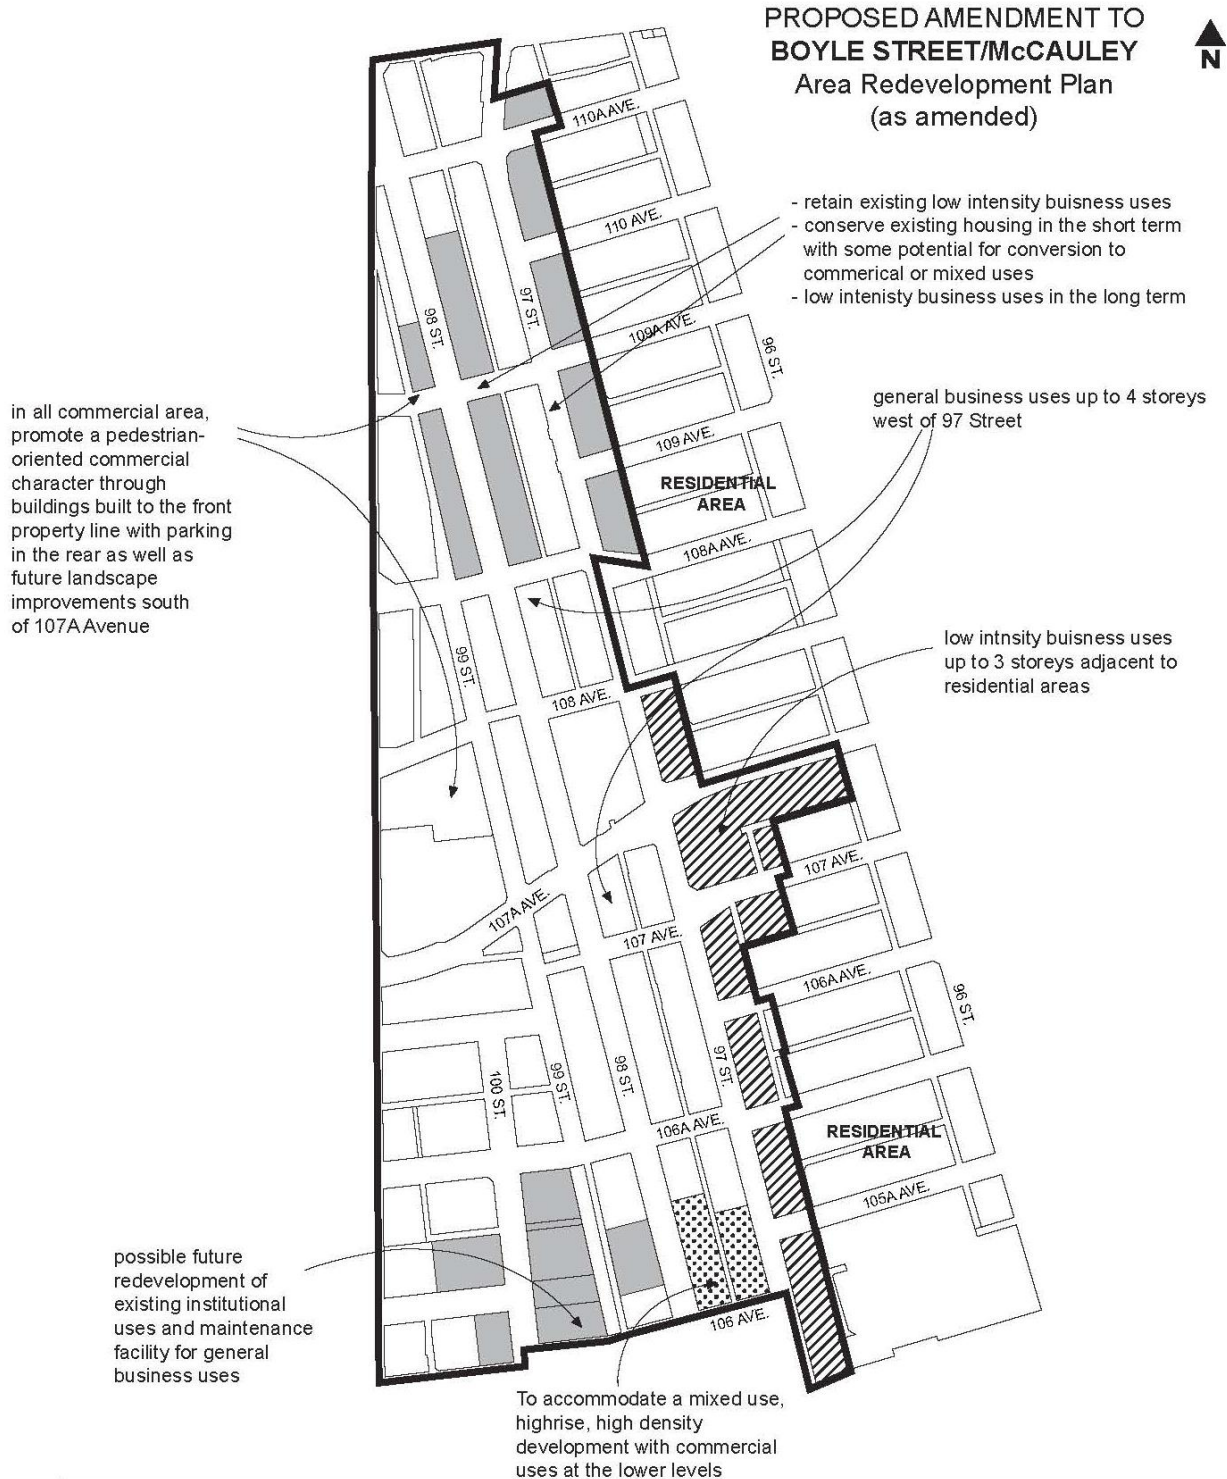 PROPOSED AMENDMENT TO
BOYLE STREET/McCAULEY
Area Redevelopment Plan
(as amended)
N
110A AVE.
- retain existing low intensity buisness uses
- conserve existing housing in the short term
with some potential for conversion to
commerical or mixed uses
- low intenisty business uses in the long term
110 AVE.
97 ST.
98 ST.
109A AVE.
96 ST.
general business uses up to 4 storeys
west of 97 Street
in all commercial area,
promote a pedestrian-
oriented commercial
character through
buildings built to the front
property line with parking
in the rear as well as
future landscape
improvements south
of 107A Avenue
109 AVE.
RESIDENTIAL
AREA
108A AVE.
low intnsity buisness uses
up to 3 storeys adjacent to
residential areas
99 ST.
108 AVE.
107 AVE.
107A AVE.
107 AVE.
106A AVE.
96 ST.
97 ST.
98 ST.
99 ST.
100 ST.
106A AVE.
RESIDENTIAL
AREA
105A AVE.
possible future
redevelopment of
existing institutional
uses and maintenance
facility for general
business uses
106 AVE.
To accommodate a mixed use,
highrise, high density
development with commercial
uses at the lower levels